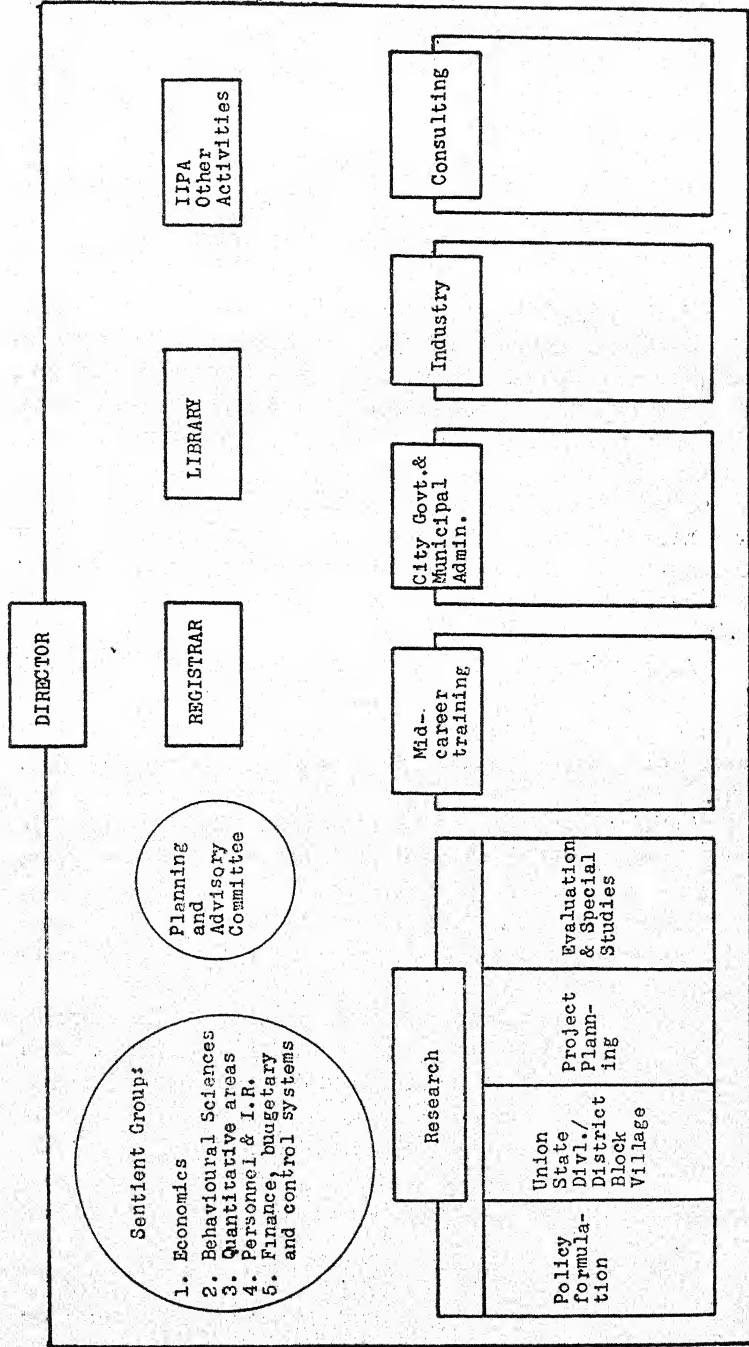 DIRECTOR
Sentient Groups
1. Economics
2. Behavioural Sciences
3. Quantitative areas
4. Personnel & I.R.
5. Finance, buugetary
and control systems
Planning
and
Advisory
Committee
REGISTRAR
LIBRARY
IIPA
Other
Activities
Research
Policy
formula-
tion
Union
State
Divl./
District
Block
Village
Project
Plann-
ing
Evaluation
& Special
Studies
Mid-
career
training
City Govt.&
Municipal
Admin.
Industry
Consulting